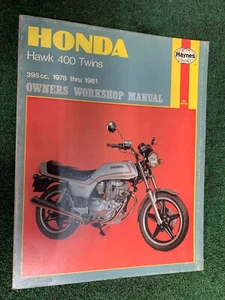 HONDA
Haynes
Hawk 400 Twins
395cc. 1978 thru 1981
OWNERS WORKSHOP MANUAL